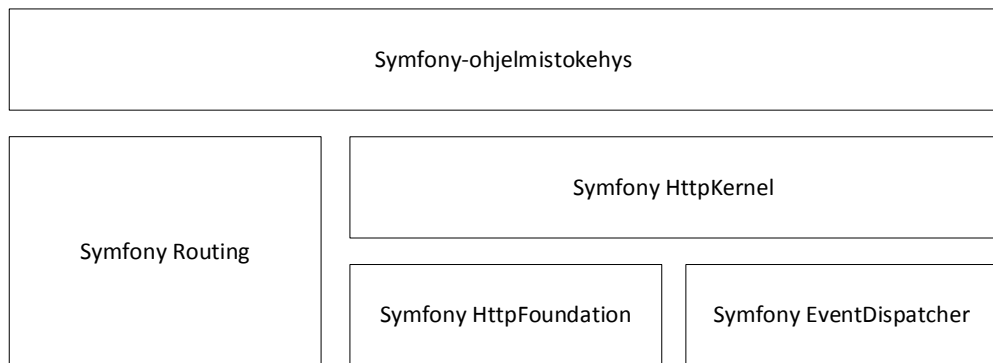 Symfony-ohjelmistokehys
Symfony HttpKernel
Symfony Routing
Symfony HttpFoundation
Symfony EventDispatcher